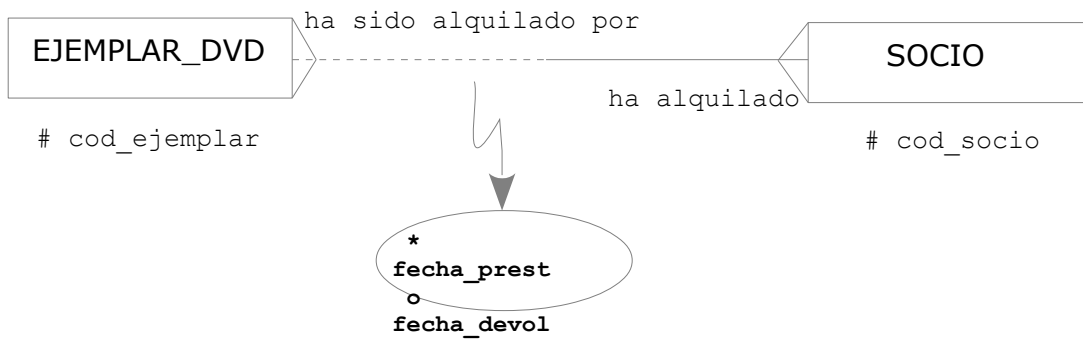 ha sido alquilado por
EJEMPLAR_DVD
SOCIO
ha alquilado
# cod_ejemplar
# cod_socio
*
fecha_prest
o
fecha_devol